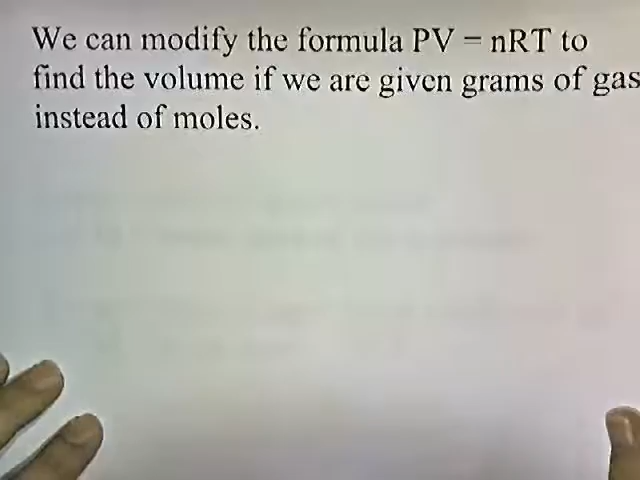 We can modify the formula PV = nRT to
find the volume if we are given grams of gas
instead of moles.